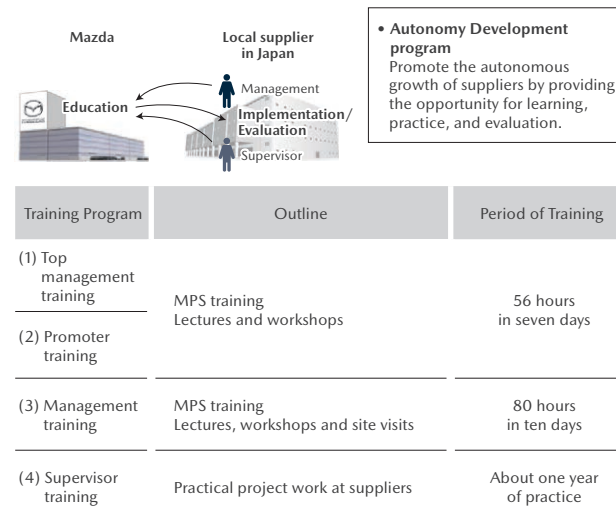 Mazda
Local supplier
in Japan
Education
Management
Implementation/
Evaluation
Supervisor
• Autonomy Development
program
Promote the autonomous
growth of suppliers by providing
the opportunity for learning,
practice, and evaluation.
Training Program
Outline
Period of Training
(1) Top
management
training
MPS training
Lectures and workshops
56 hours
in seven days
(2) Promoter
training
(3) Management
training
MPS training
Lectures, workshops and site visits
80 hours
in ten days
(4) Supervisor
training
Practical project work at suppliers
About one year
of practice